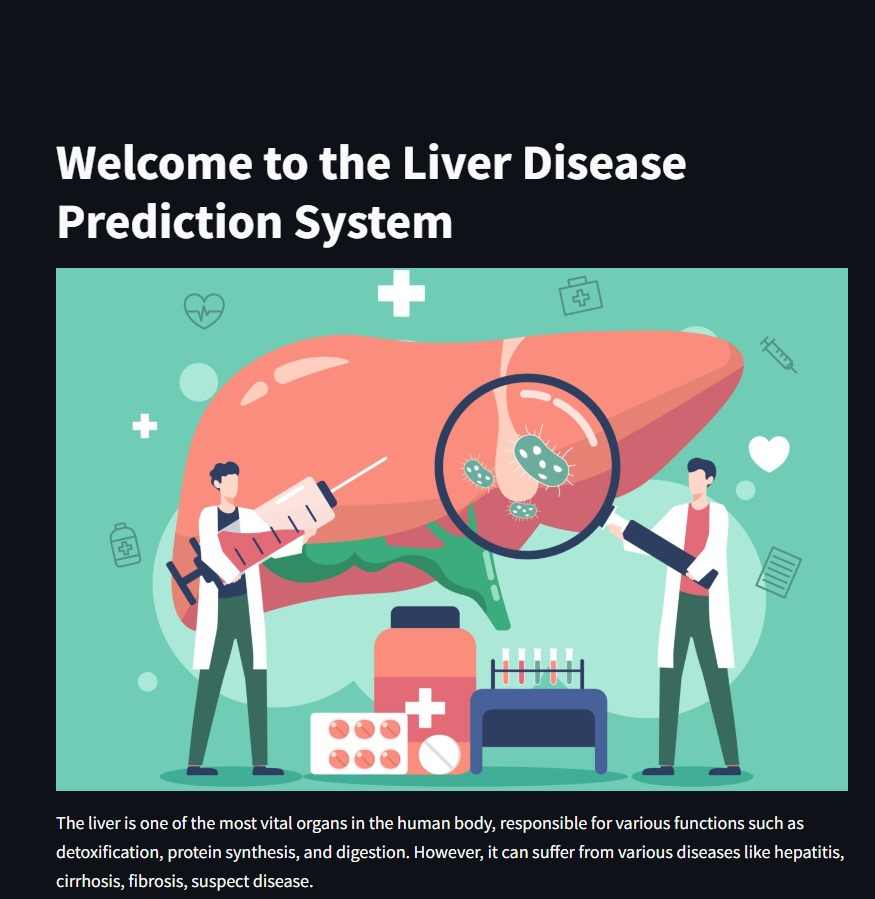 Welcome to the Liver Disease
Prediction System
The liver is one of the most vital organs in the human body, responsible for various functions such as
detoxification, protein synthesis, and digestion. However, it can suffer from various diseases like hepatitis,
cirrhosis, fibrosis, suspect disease.